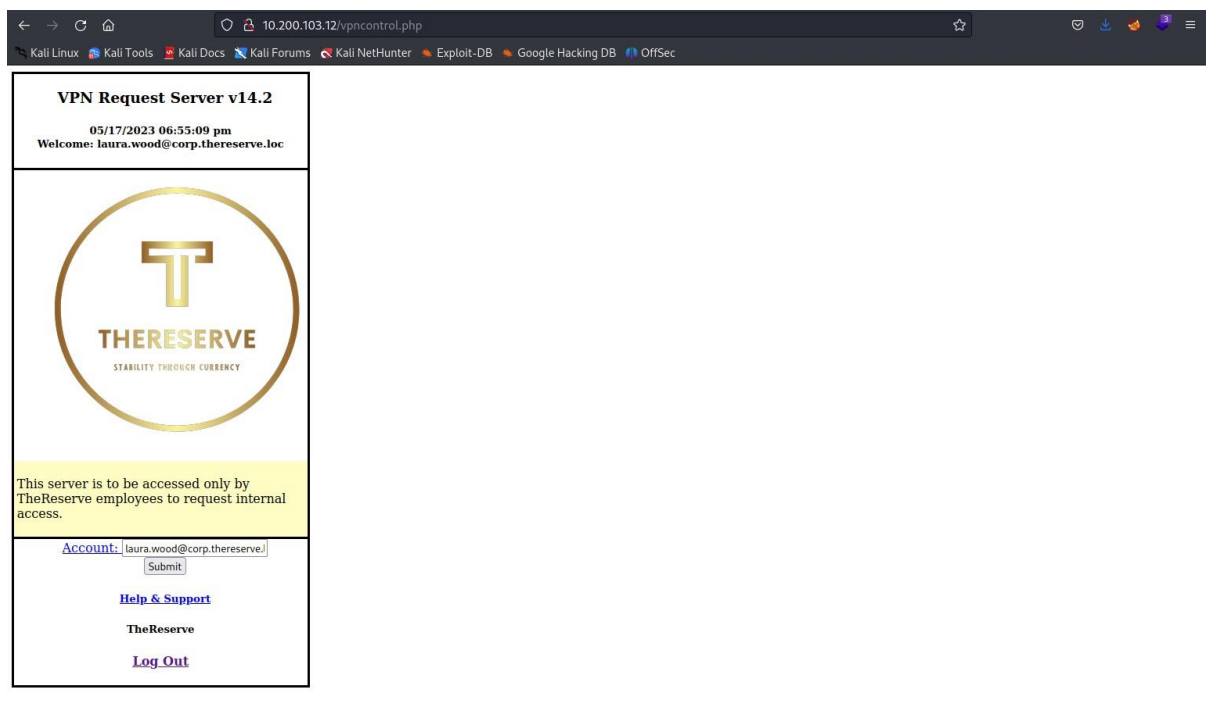 10.200.103.12/vpncontrol.php
3
Kali Linux Kali Tools Kali Docs Kali Forums Kali NetHunter Exploit-DB Google Hacking DB OffSec
VPN Request Server v14.2
05/17/2023 06:55:09 pm
Welcome: laura.wood@corp.thereserve.loc
T
THERESERVE
STABILITY THROUGH CURRENCY
This server is to be accessed only by
TheReserve employees to request internal
access.
Account: laura.wood@corp.thereserve.l
Submit
Help & Support
TheReserve
Log Out